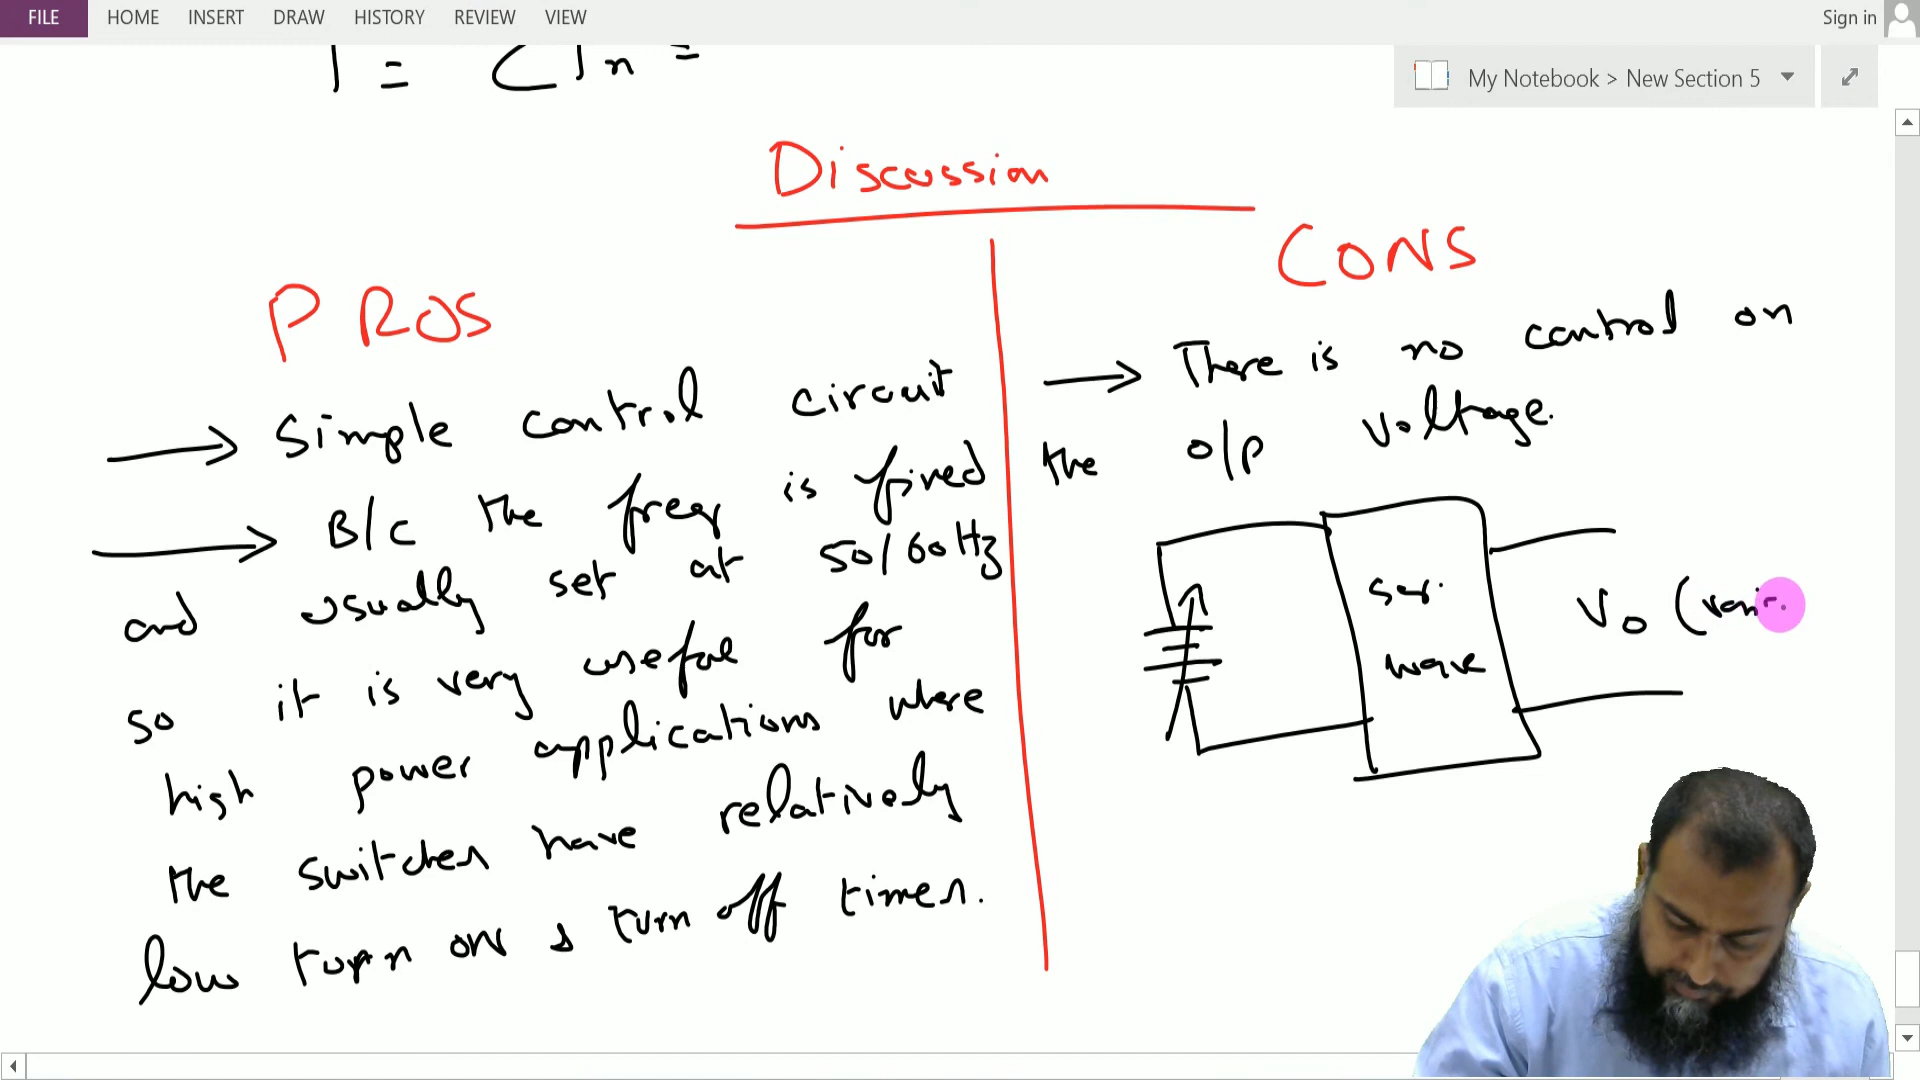 FILE HOME INSERT DRAW HISTORY REVIEW VIEW Sign in
My Notebook > New Section 5
Discussion
PROS
→ Simple control circuit
→ B/c the freq is fixed
and usually set at 50/60Hz
so it is very useful for
high power applications where
the switches have relatively
low turn on & turn off times.
CONS
→ There is no control on
the o/p voltage.
wave
Vo (vari.